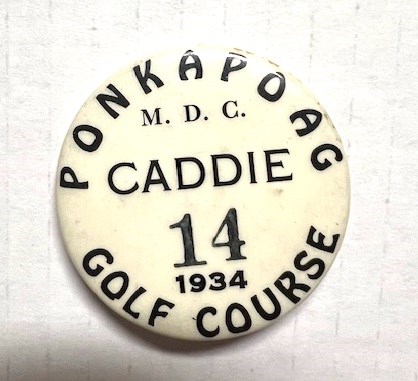 PONKAPOAG
M. D. C.
CADDIE
14
1934
GOLF COURSE